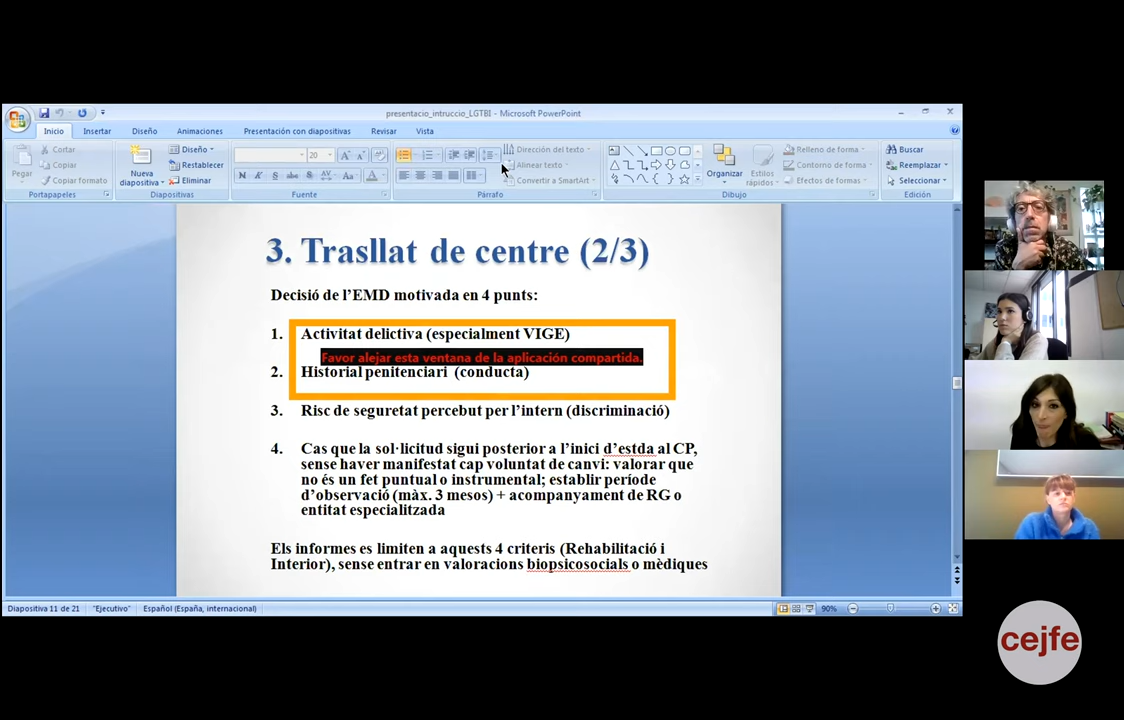 presentacio_intruccio_LGTBI - Microsoft PowerPoint
Inicio Insertar Diseño Animaciones Presentación con diapositivas Revisar Vista
Pegar
Cortar
Copiar
Copiar formato
Portapapeles
Nueva
diapositiva
Diseño
Restablecer
Eliminar
Diapositivas
20
N K S abc S AV Aa A
Fuente
Dirección del texto
Alinear texto
Convertir a SmartArt
Párrafo
Organizar
Estilos
rápidos
Relleno de forma
Contorno de forma
Efectos de formas
Dibujo
Buscar
Reemplazar
Seleccionar
Edición
3. Trasllat de centre (2/3)
Decisió de l’EMD motivada en 4 punts:
1. Activitat delictiva (especialment VIGE)
Favor alejar esta ventana de la aplicación compartida.
2. Historial penitenciari (conducta)
3. Risc de seguretat percebut per l’intern (discriminació)
4. Cas que la sol·licitud sigui posterior a l’inici d’estda al CP,
sense haver manifestat cap voluntat de canvi: valorar que
no és un fet puntual o instrumental; establir període
d’observació (màx. 3 mesos) + acompanyament de RG o
entitat especialitzada
Els informes es limiten a aquests 4 criteris (Rehabilitació i
Interior), sense entrar en valoracions biopsicosocials o mèdiques
Diapositiva 11 de 21 "Ejecutivo" Español (España, internacional) 90%
cejfe